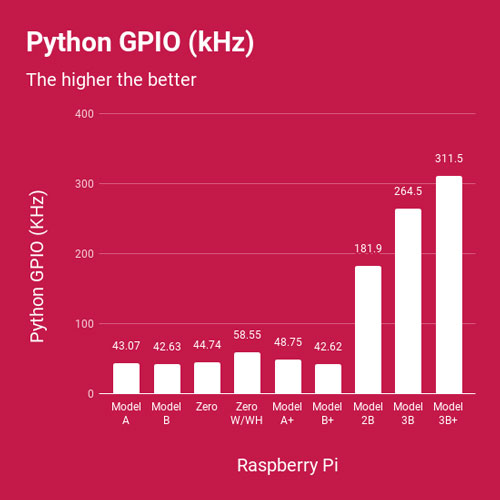 Python GPIO (kHz)
The higher the better
Python GPIO (KHz)
400
300
200
100
0
43.07
42.63
44.74
58.55
48.75
42.62
181.9
264.5
311.5
Model
A
Model
B
Zero
Zero
W/WH
Model
A+
Model
B+
Model
2B
Model
3B
Model
3B+
Raspberry Pi